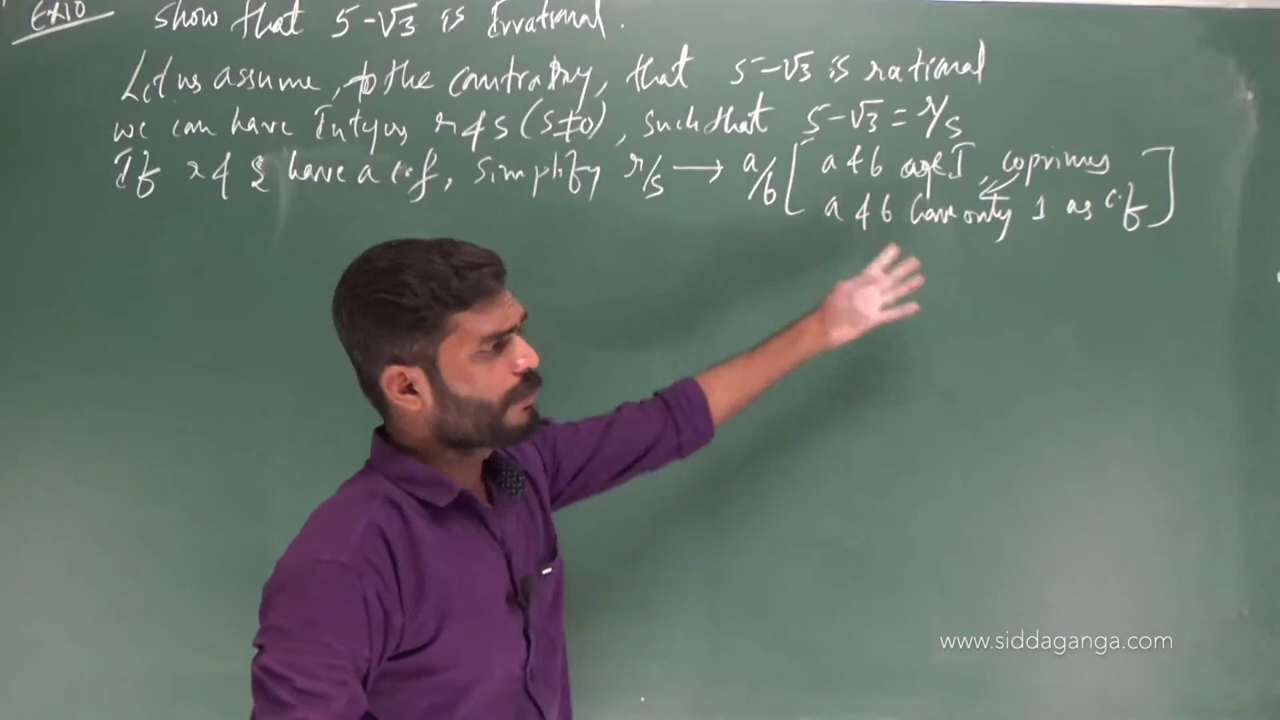 Ex10 Show that 5-√3 is Irrational.
Let us assume, to the contrary, that 5-√3 is rational
we can have Integers r & s (s≠0), such that 5-√3 = r/s
If r & s have a c.f, simplify r/s → a/b [ a & b are I, coprimes
a & b have only 1 as c.f ]
www.siddaganga.com